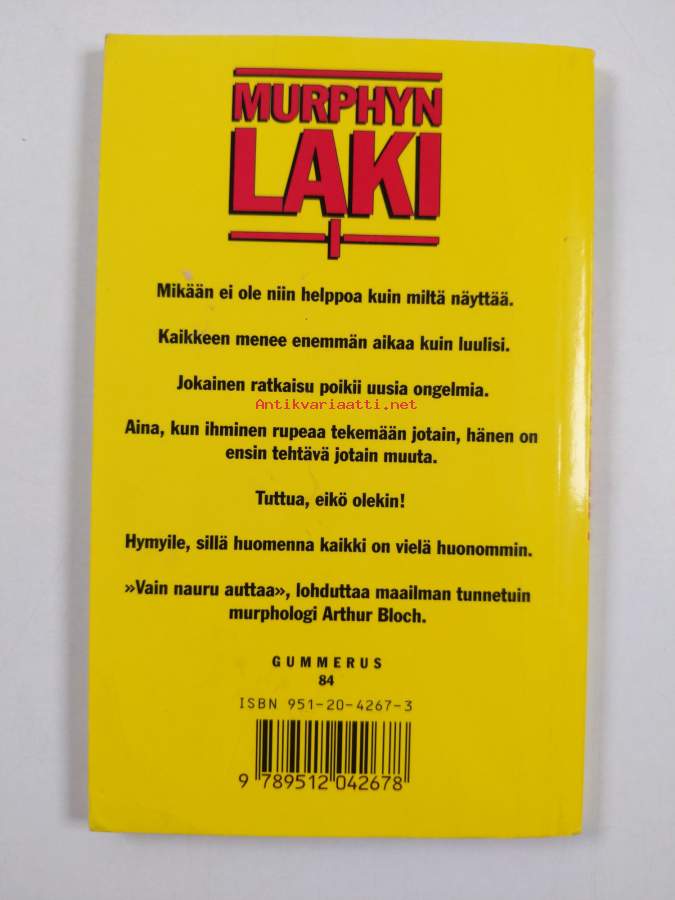 MURPHYN
LAKI
Mikään ei ole niin helppoa kuin miltä näyttää.
Kaikkeen menee enemmän aikaa kuin luulisi.
Jokainen ratkaisu poikii uusia ongelmia.
Antikvariaatti.net
Aina, kun ihminen rupeaa tekemään jotain, hänen on
ensin tehtävä jotain muuta.
Tuttua, eikö olekin!
Hymyile, sillä huomenna kaikki on vielä huonommin.
»Vain nauru auttaa», lohduttaa maailman tunnetuin
murphologi Arthur Bloch.
GUMMERUS
84
ISBN 951-20-4267-3
9 789512 042678